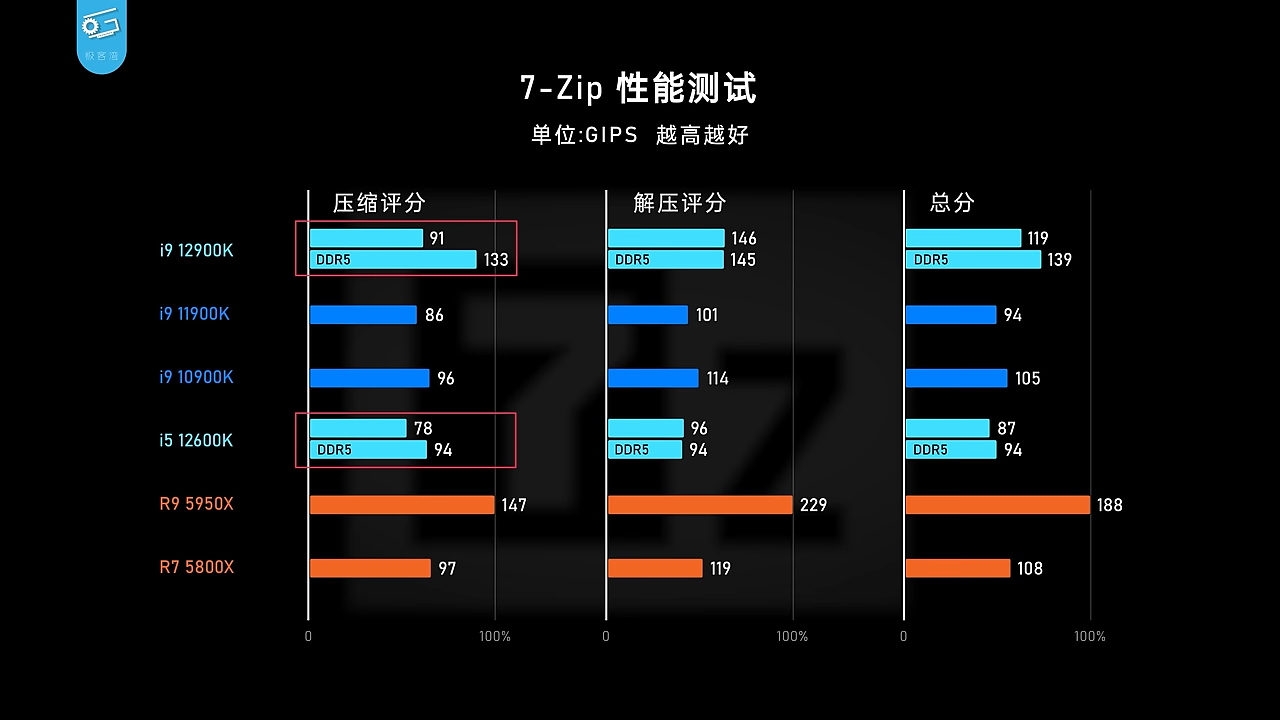 极客湾
7-Zip 性能测试
单位:GIPS 越高越好
压缩评分 解压评分 总分
i9 12900K 91 146 119
DDR5 133 DDR5 145 DDR5 139
i9 11900K 86 101 94
i9 10900K 96 114 105
i5 12600K 78 96 87
DDR5 94 DDR5 94 DDR5 94
R9 5950X 147 229 188
R7 5800X 97 119 108
0 100% 0 100% 0 100%